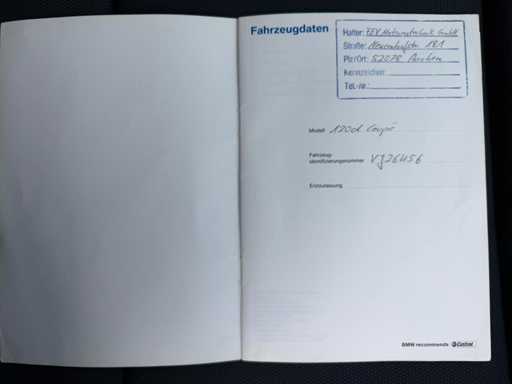 Fahrzeugdaten
Halter: FEV Motorentechnik GmbH
Straße: Neuenhofstr. 181
Plz/Ort: 52078 Aachen
Kennzeichen:
Tel.-Nr.:
Modell 120d Coupé
Fahrzeug-
identifizierungsnummer VJ26456
Erstzulassung
BMW recommends Castrol